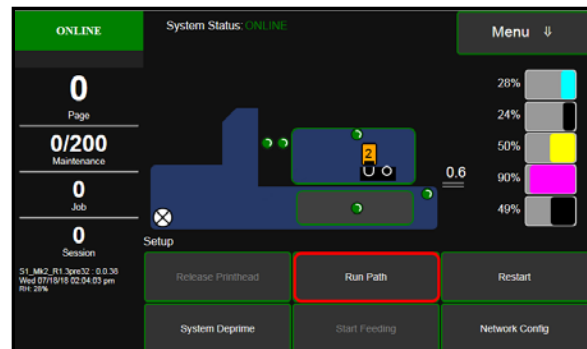 ONLINE
System Status: ONLINE
Menu
0
Page
0/200
Maintenance
0
Job
0
Session
S1_Mk2_R1.3pre32 : 0.0.36
Wed 07/18/18 02:04:03 pm
RH: 28%
2
0.6
28%
24%
50%
90%
49%
Setup
Release Printhead
Run Path
Restart
System Deprime
Start Feeding
Network Config